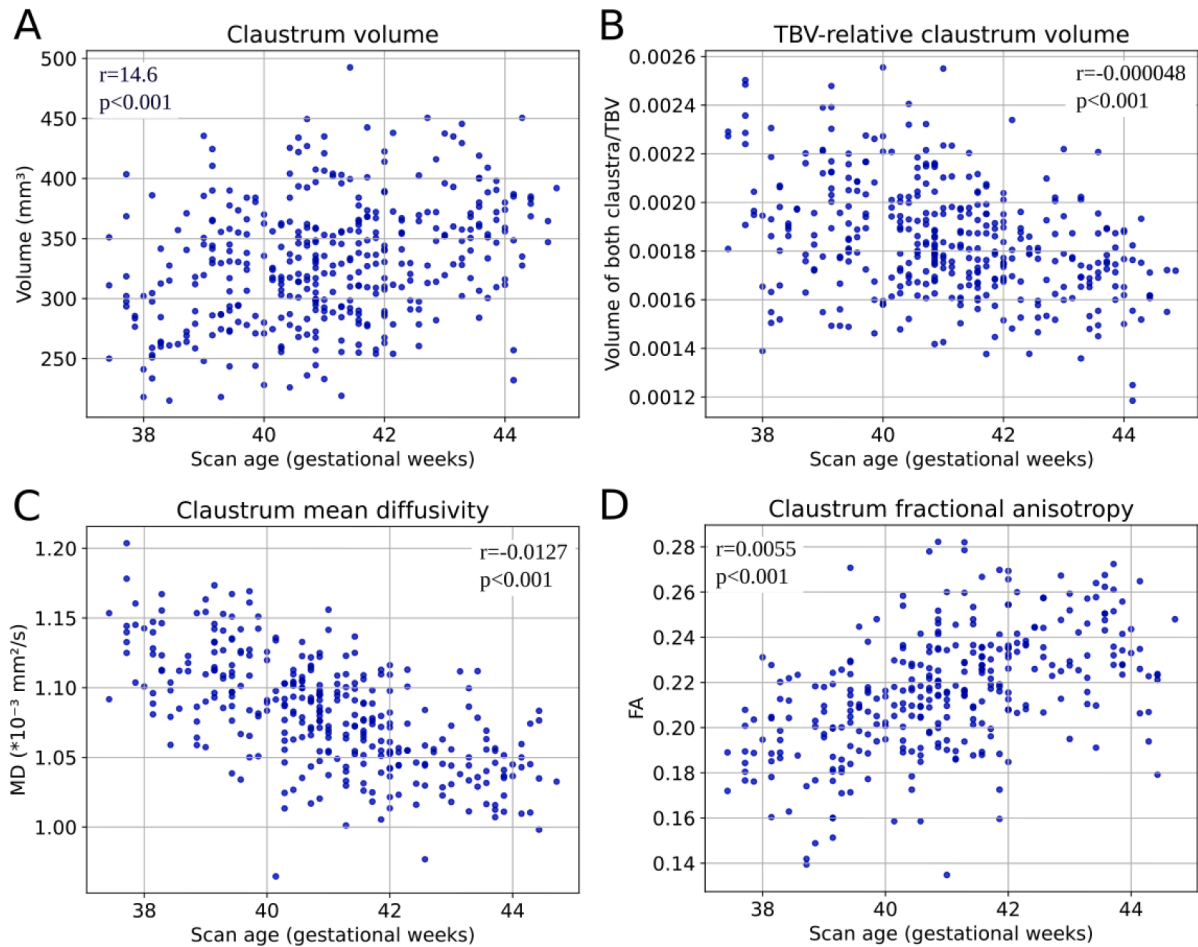 A
Claustrum volume
r=14.6
p<0.001
500
450
400
350
300
250
Volume (mm³)
38 40 42 44
Scan age (gestational weeks)
B
TBV-relative claustrum volume
r=-0.000048
p<0.001
0.0026
0.0024
0.0022
0.0020
0.0018
0.0016
0.0014
0.0012
Volume of both claustra/TBV
38 40 42 44
Scan age (gestational weeks)
C
Claustrum mean diffusivity
r=-0.0127
p<0.001
1.20
1.15
1.10
1.05
1.00
MD (*10⁻³ mm²/s)
38 40 42 44
Scan age (gestational weeks)
D
Claustrum fractional anisotropy
r=0.0055
p<0.001
0.28
0.26
0.24
0.22
0.20
0.18
0.16
0.14
FA
38 40 42 44
Scan age (gestational weeks)